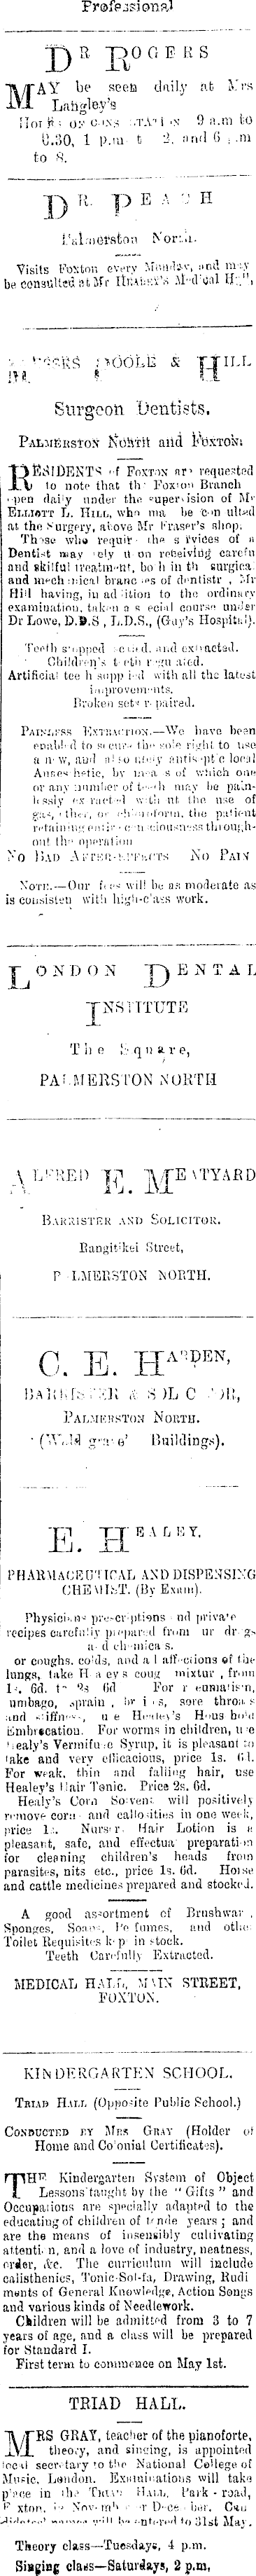 Professional
DR ROGERS
MAY be seen daily at Mrs
Langley's
9 a.m to
6.30, 1 p.m 2, and 6
to 8.
DR. PEACH
Palmerston North.
Visits Foxton every Monday, and may
be consulted at Mr HEALEY'S Medical Hall,
POOLE & HILL
Surgeon Dentists,
PALMERSTON NORTH and FOXTON.
RESIDENTS of FOXTON are requested
to note that the Foxton Branch
open daily under the supervision of Mr
ELLIOTT L. HILL, who may be consulted
at the Surgery, above Mr Fraser's shop.
Those who require the services of a
Dentist may rely upon receiving careful
and skilful treatment, both in the surgical
and mechanical branches of dentistry, Mr
Hill having, in addition to the ordinary
examination, taken a special course under
Dr Lowe, D.D.S, L.D.S., (Guy's Hospital).
Teeth stopped, and extracted.
Children's teeth regulated.
Artificial teeth supplied with all the latest
improvements.
Broken sets repaired.
PAINLESS EXTRACTION.—We have been
enabled to secure the sole right to use
a new, and absolutely antiseptic local
Anæsthetic, by means of which one
or any number of teeth may be pain-
lessly extracted without the use of
gas, ether, or chloroform, the patient
retaining entire consciousness through-
out the operation
NO BAD AFTER-EFFECTS NO PAIN
NOTE.—Our fees will be as moderate as
is consistent with high-class work.
LONDON DENTAL
INSTITUTE
The Square,
PALMERSTON NORTH
ALFRED E. MEATYARD
BARRISTER AND SOLICITOR.
Rangitikei Street,
PALMERSTON NORTH.
C. E. HARDEN,
BARRISTER & SOLICITOR,
PALMERSTON NORTH.
Buildings).
E. HEALEY,
PHARMACEUTICAL AND DISPENSING
CHEMIST. (By Exam).
Physicians prescriptions and private
recipes carefully prepared from pure drugs
and chemicals.
For coughs, colds, and all affections of the
lungs, take Healeys cough mixture, from
1s. 6d. to 2s 6d For rheumatism,
lumbago, sprains, bruises, sore throats
and stiffness, use Healey's Household
Embrocation. For worms in children, use
Healey's Vermifuge Syrup, it is pleasant to
take and very efficacious, price 1s. 6d.
For weak, thin and falling hair, use
Healey's Hair Tonic. Price 2s. 6d.
Healy's Corn Solvent will positively
remove corns and callosities in one week,
price 1s. Nursery Hair Lotion is a
pleasant, safe, and effectual preparation
for cleaning children's heads from
parasites, nits etc., price 1s. 6d. Horse
and cattle medicines prepared and stocked.
A good assortment of Brushware,
Sponges, Soaps, Perfumes, and other
Toilet Requisites kept in stock.
Teeth Carefully Extracted.
MEDICAL HALL, MAIN STREET,
FOXTON.
KINDERGARTEN SCHOOL.
TRIAD HALL (Opposite Public School.)
CONDUCTED BY MRS GRAY (Holder of
Home and Colonial Certificates).
THE Kindergarten System of Object
Lessons taught by the "Gifts" and
Occupations are specially adapted to the
educating of children of tender years; and
are the means of insensibly cultivating
attention, and a love of industry, neatness,
order, &c. The curriculum will include
calisthenics, Tonic-Sol-fa, Drawing, Rudi
ments of General Knowledge, Action Songs
and various kinds of Needlework.
Children will be admitted from 3 to 7
years of age, and a class will be prepared
for Standard I.
First term to commence on May 1st.
TRIAD HALL.
MRS GRAY, teacher of the pianoforte,
theory, and singing, is appointed
local secretary to the National College of
Music, London. Examinations will take
place in the TRIAD HALL, Park-road,
Foxton, in November or December. Can
didates names will be entered to 31st May.
Theory class—Tuesdays, 4 p.m.
Singing class—Saturdays, 2 p.m,